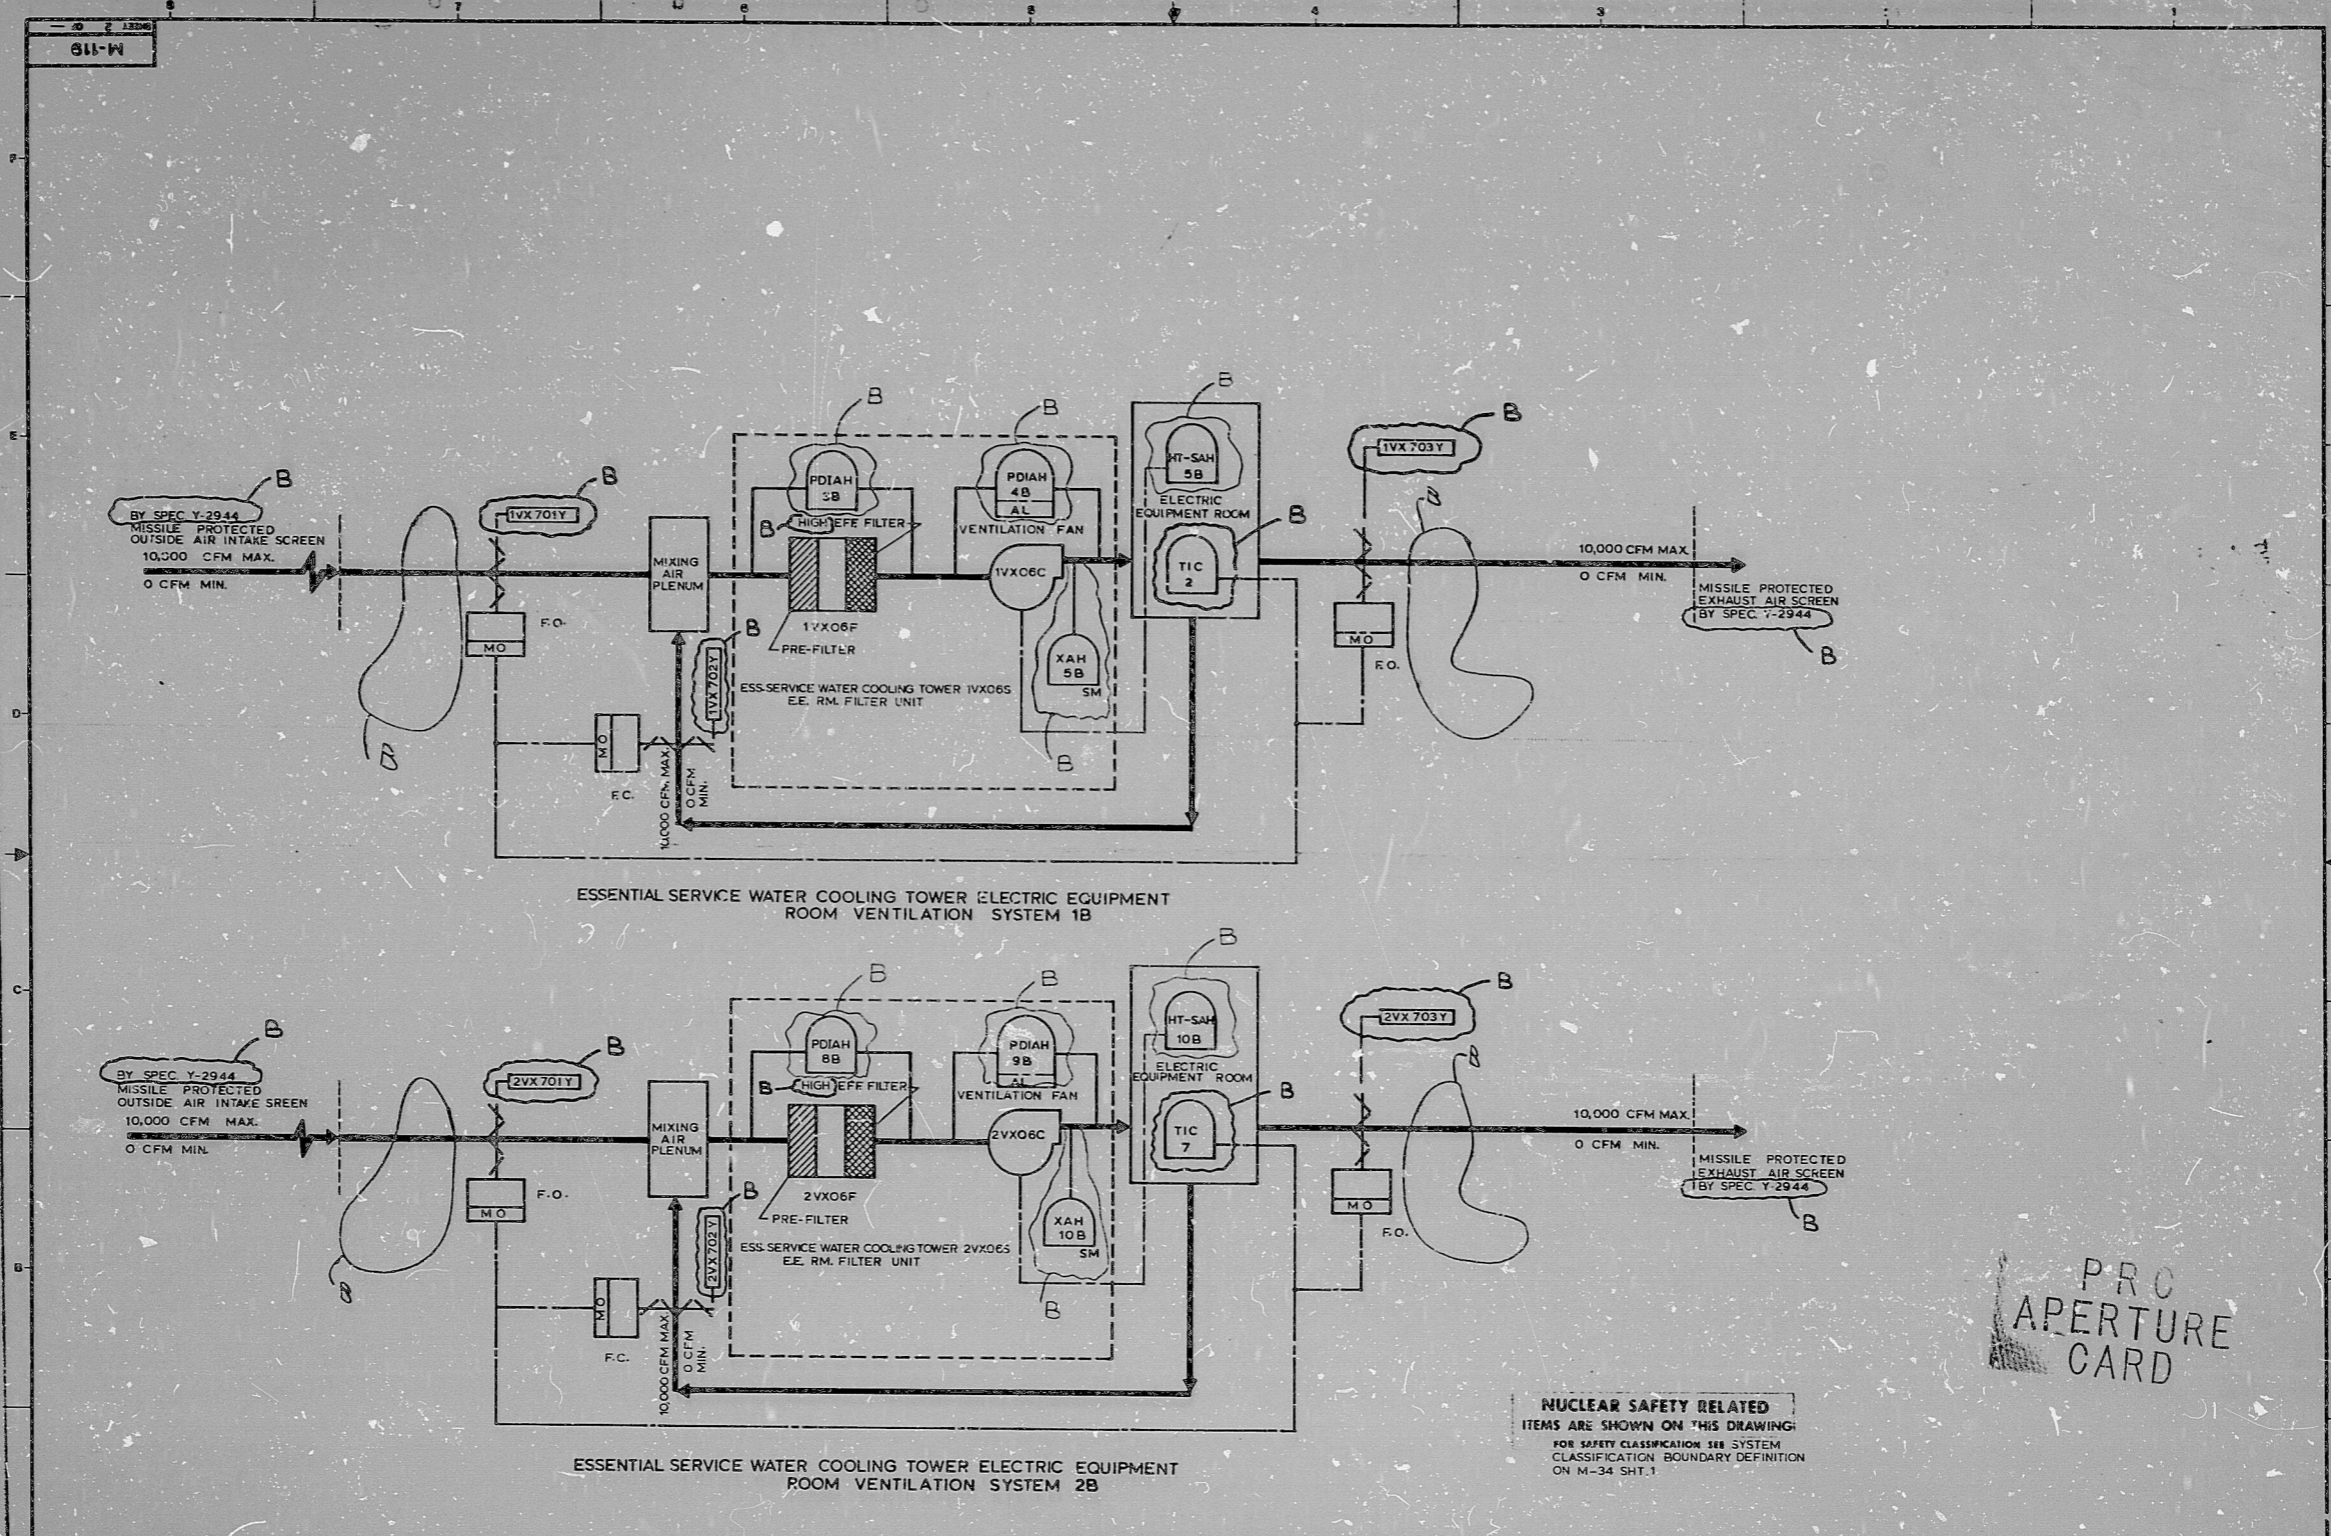 M-119
B
BY SPEC. Y-2944
MISSILE PROTECTED
OUTSIDE AIR INTAKE SCREEN
10,000 CFM MAX.
0 CFM MIN.
B
1VX701Y
B
F.O.
MO
MIXING
AIR
PLENUM
B
1VX702Y
MO
F.C.
10,000 CFM MAX.
0 CFM
MIN.
B
PDIAH
3B
B
HIGH EFF FILTER
1VX06F
PRE-FILTER
ESS. SERVICE WATER COOLING TOWER 1VX06S
E.E. RM. FILTER UNIT
B
PDIAH
4B
AL
VENTILATION FAN
1VX06C
XAH
5B
SM
B
B
HT-SAH
5B
ELECTRIC
EQUIPMENT ROOM
B
TIC
2
B
1VX703Y
MO
F.O.
B
10,000 CFM MAX.
0 CFM MIN.
MISSILE PROTECTED
EXHAUST AIR SCREEN
BY SPEC. Y-2944
B
ESSENTIAL SERVICE WATER COOLING TOWER ELECTRIC EQUIPMENT
ROOM VENTILATION SYSTEM 1B
B
BY SPEC. Y-2944
MISSILE PROTECTED
OUTSIDE AIR INTAKE SREEN
10,000 CFM MAX.
0 CFM MIN.
B
2VX701Y
B
F.O.
MO
MIXING
AIR
PLENUM
B
2VX702Y
MO
F.C.
10,000 CFM MAX.
0 CFM
MIN.
B
PDIAH
8B
B
HIGH EFF FILTER
2VX06F
PRE-FILTER
ESS. SERVICE WATER COOLING TOWER 2VX06S
E.E. RM. FILTER UNIT
B
PDIAH
9B
AL
VENTILATION FAN
2VX06C
XAH
10B
SM
B
B
HT-SAH
10B
ELECTRIC
EQUIPMENT ROOM
B
TIC
7
B
2VX703Y
MO
F.O.
B
10,000 CFM MAX.
0 CFM MIN.
MISSILE PROTECTED
EXHAUST AIR SCREEN
BY SPEC. Y-2944
B
ESSENTIAL SERVICE WATER COOLING TOWER ELECTRIC EQUIPMENT
ROOM VENTILATION SYSTEM 2B
PRC
APERTURE
CARD
NUCLEAR SAFETY RELATED
ITEMS ARE SHOWN ON THIS DRAWING
FOR SAFETY CLASSIFICATION SEE SYSTEM
CLASSIFICATION BOUNDARY DEFINITION
ON M-34 SHT.1